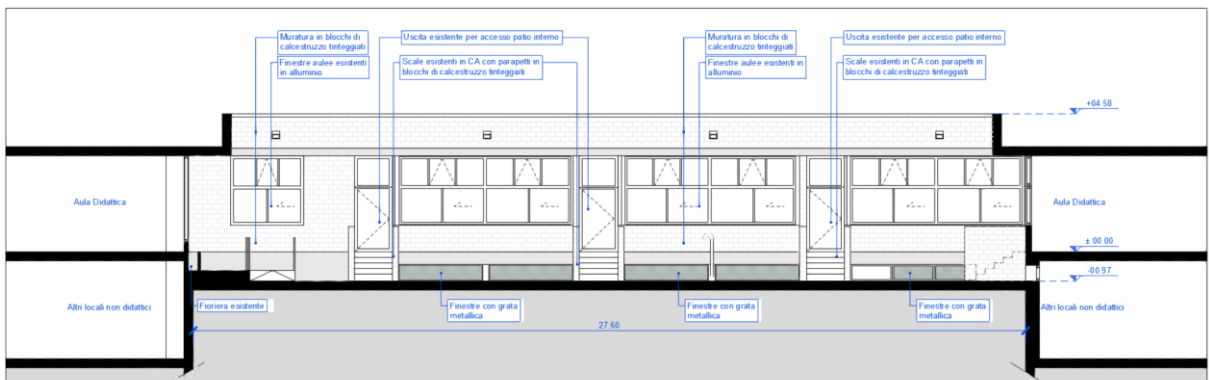 Muratura in blocchi di
calcestruzzo tinteggiati
Uscita esistente per accesso patio interno
Muratura in blocchi di
calcestruzzo tinteggiati
Uscita esistente per accesso patio interno
Finestre aulee esistenti
in alluminio
Scale esistenti in CA con parapetti in
blocchi di calcestruzzo tinteggiati
Finestre aulee esistenti in
alluminio
Scale esistenti in CA con parapetti in
blocchi di calcestruzzo tinteggiati
+04.58
Aula Didattica
Aula Didattica
± 00.00
-00.97
Altri locali non didattici
Fioriera esistente
Finestre con grata
metallica
Finestre con grata
metallica
Finestre con grata
metallica
Altri locali non didattici
27.60